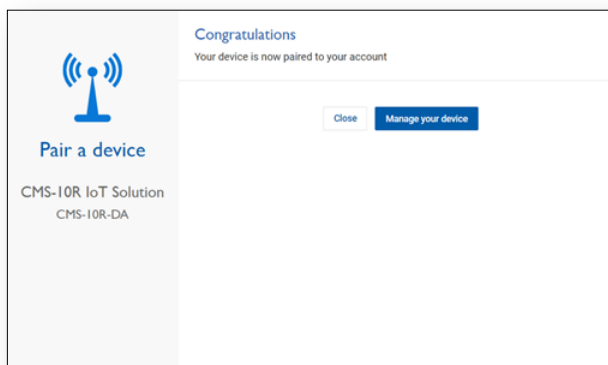 Congratulations
Your device is now paired to your account
Close
Manage your device
Pair a device
CMS-10R IoT Solution
CMS-10R-DA